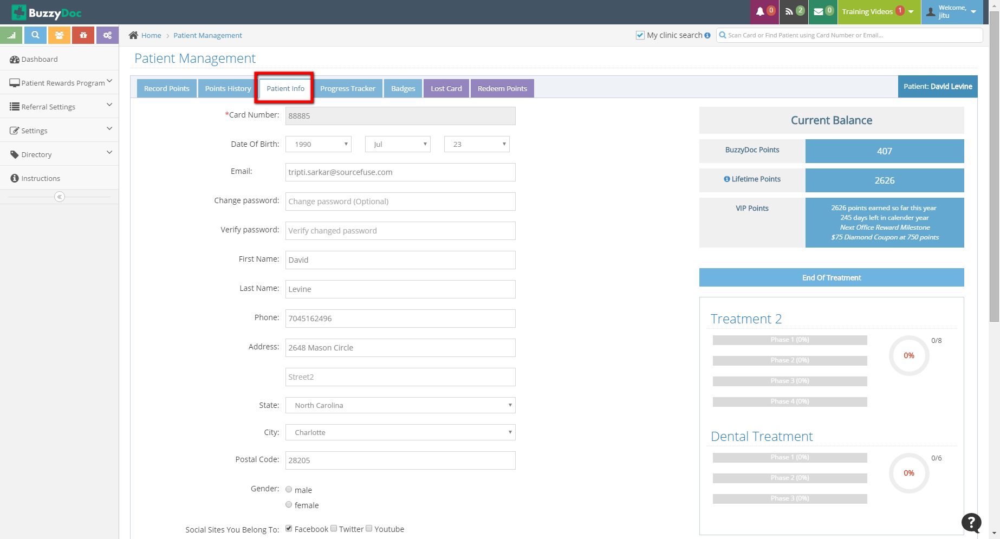 BuzzyDoc
0
2
0
Training Videos 1
Welcome,
jitu
Home > Patient Management
My clinic search
Scan Card or Find Patient using Card Number or Email...
Dashboard
Patient Rewards Program
Referral Settings
Settings
Directory
Instructions
Patient Management
Record Points
Points History
Patient Info
Progress Tracker
Badges
Lost Card
Redeem Points
Patient: David Levine
*Card Number: 88885
Date Of Birth: 1990 Jul 23
Email: tripti.sarkar@sourcefuse.com
Change password: Change password (Optional)
Verify password: Verify changed password
First Name: David
Last Name: Levine
Phone: 7045162496
Address: 2648 Mason Circle
Street2
State: North Carolina
City: Charlotte
Postal Code: 28205
Gender: male
female
Social Sites You Belong To: Facebook Twitter Youtube
Current Balance
BuzzyDoc Points 407
Lifetime Points 2626
VIP Points
2626 points earned so far this year
245 days left in calender year
Next Office Reward Milestone
$75 Diamond Coupon at 750 points
End Of Treatment
Treatment 2
Phase 1 (0%)
Phase 2 (0%)
Phase 3 (0%)
Phase 4 (0%)
0%
0/8
Dental Treatment
Phase 1 (0%)
Phase 2 (0%)
Phase 3 (0%)
0%
0/6
?